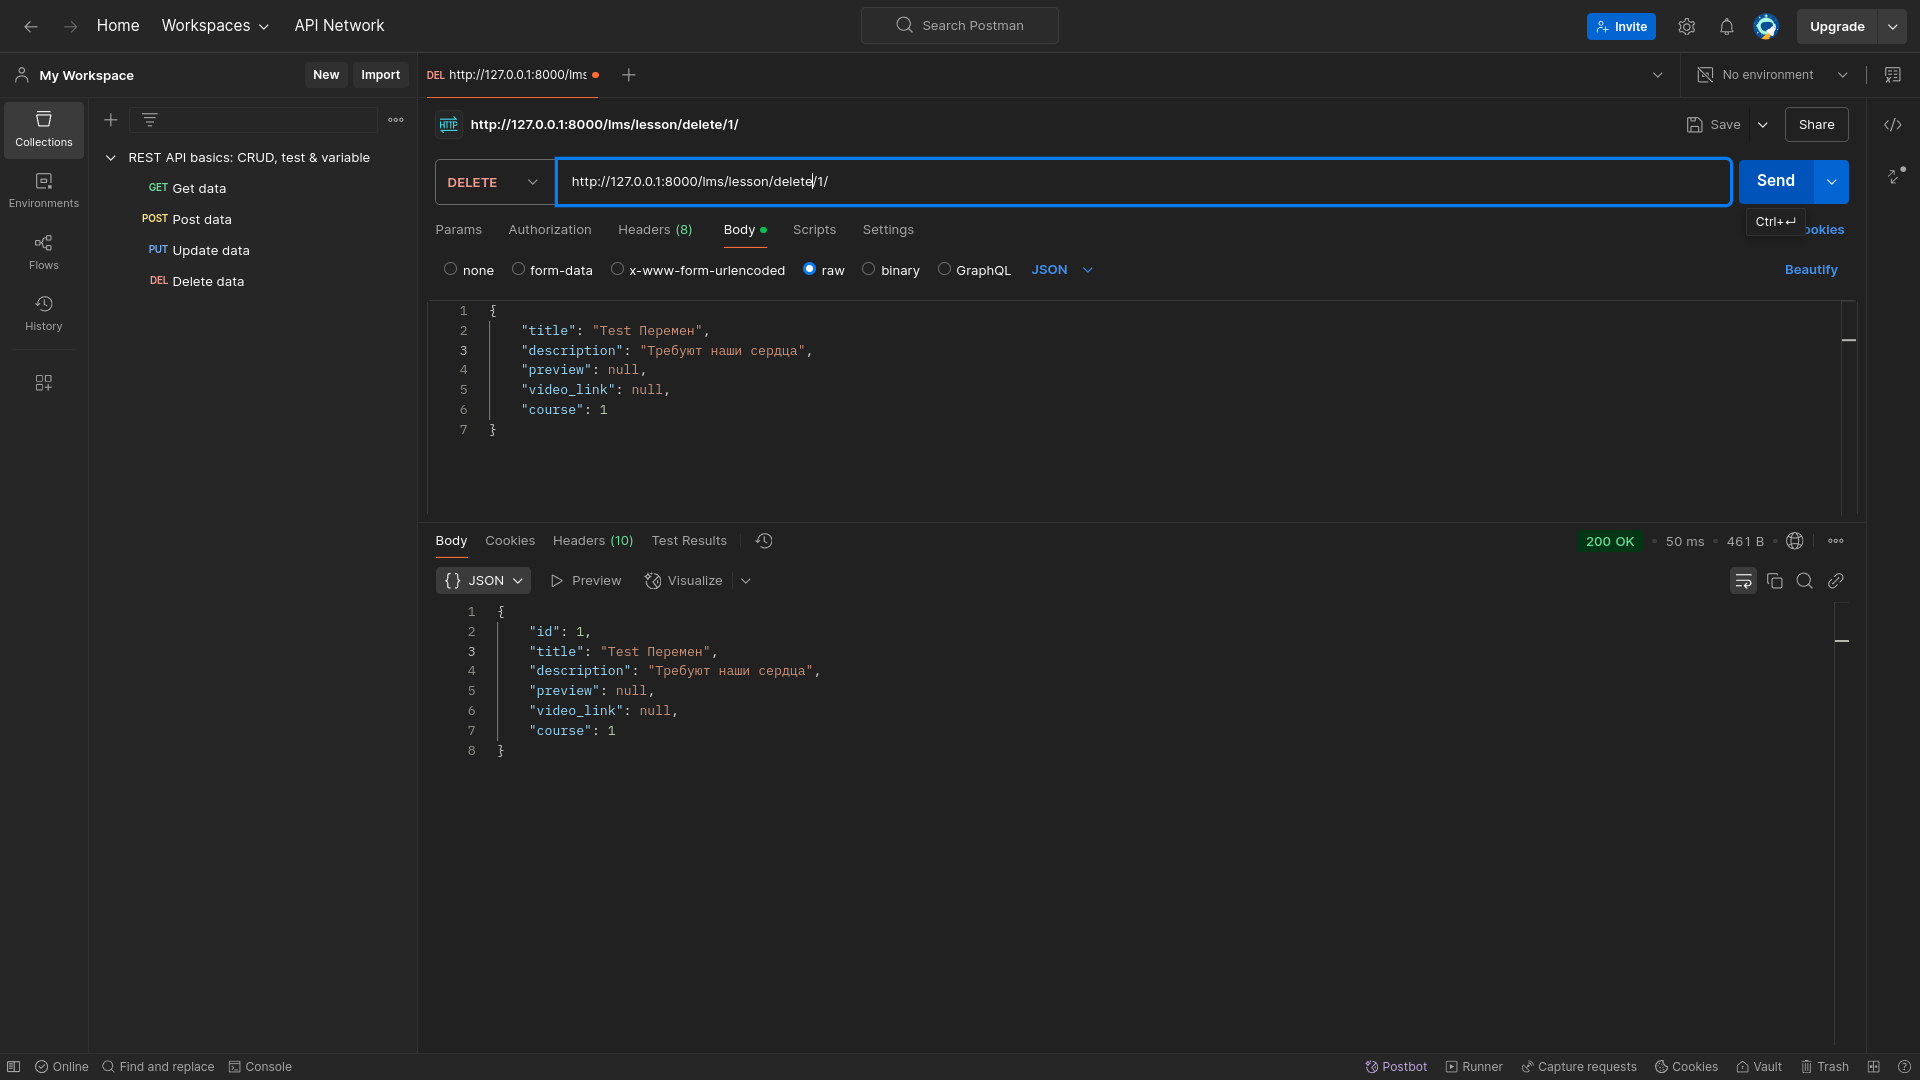 Home Workspaces API Network Search Postman Invite Upgrade
My Workspace New Import DEL http://127.0.0.1:8000/lms No environment
Collections
Environments
Flows
History
REST API basics: CRUD, test & variable
GET Get data
POST Post data
PUT Update data
DEL Delete data
HTTP http://127.0.0.1:8000/lms/lesson/delete/1/ Save Share
DELETE http://127.0.0.1:8000/lms/lesson/delete/1/ Send
Ctrl+↵
Params Authorization Headers (8) Body Scripts Settings ookies
none form-data x-www-form-urlencoded raw binary GraphQL JSON Beautify
1 {
2 "title": "Test Перемен",
3 "description": "Требуют наши сердца",
4 "preview": null,
5 "video_link": null,
6 "course": 1
7 }
Body Cookies Headers (10) Test Results 200 OK 50 ms 461 B
{} JSON Preview Visualize
1 {
2 "id": 1,
3 "title": "Test Перемен",
4 "description": "Требуют наши сердца",
5 "preview": null,
6 "video_link": null,
7 "course": 1
8 }
Online Find and replace Console Postbot Runner Capture requests Cookies Vault Trash